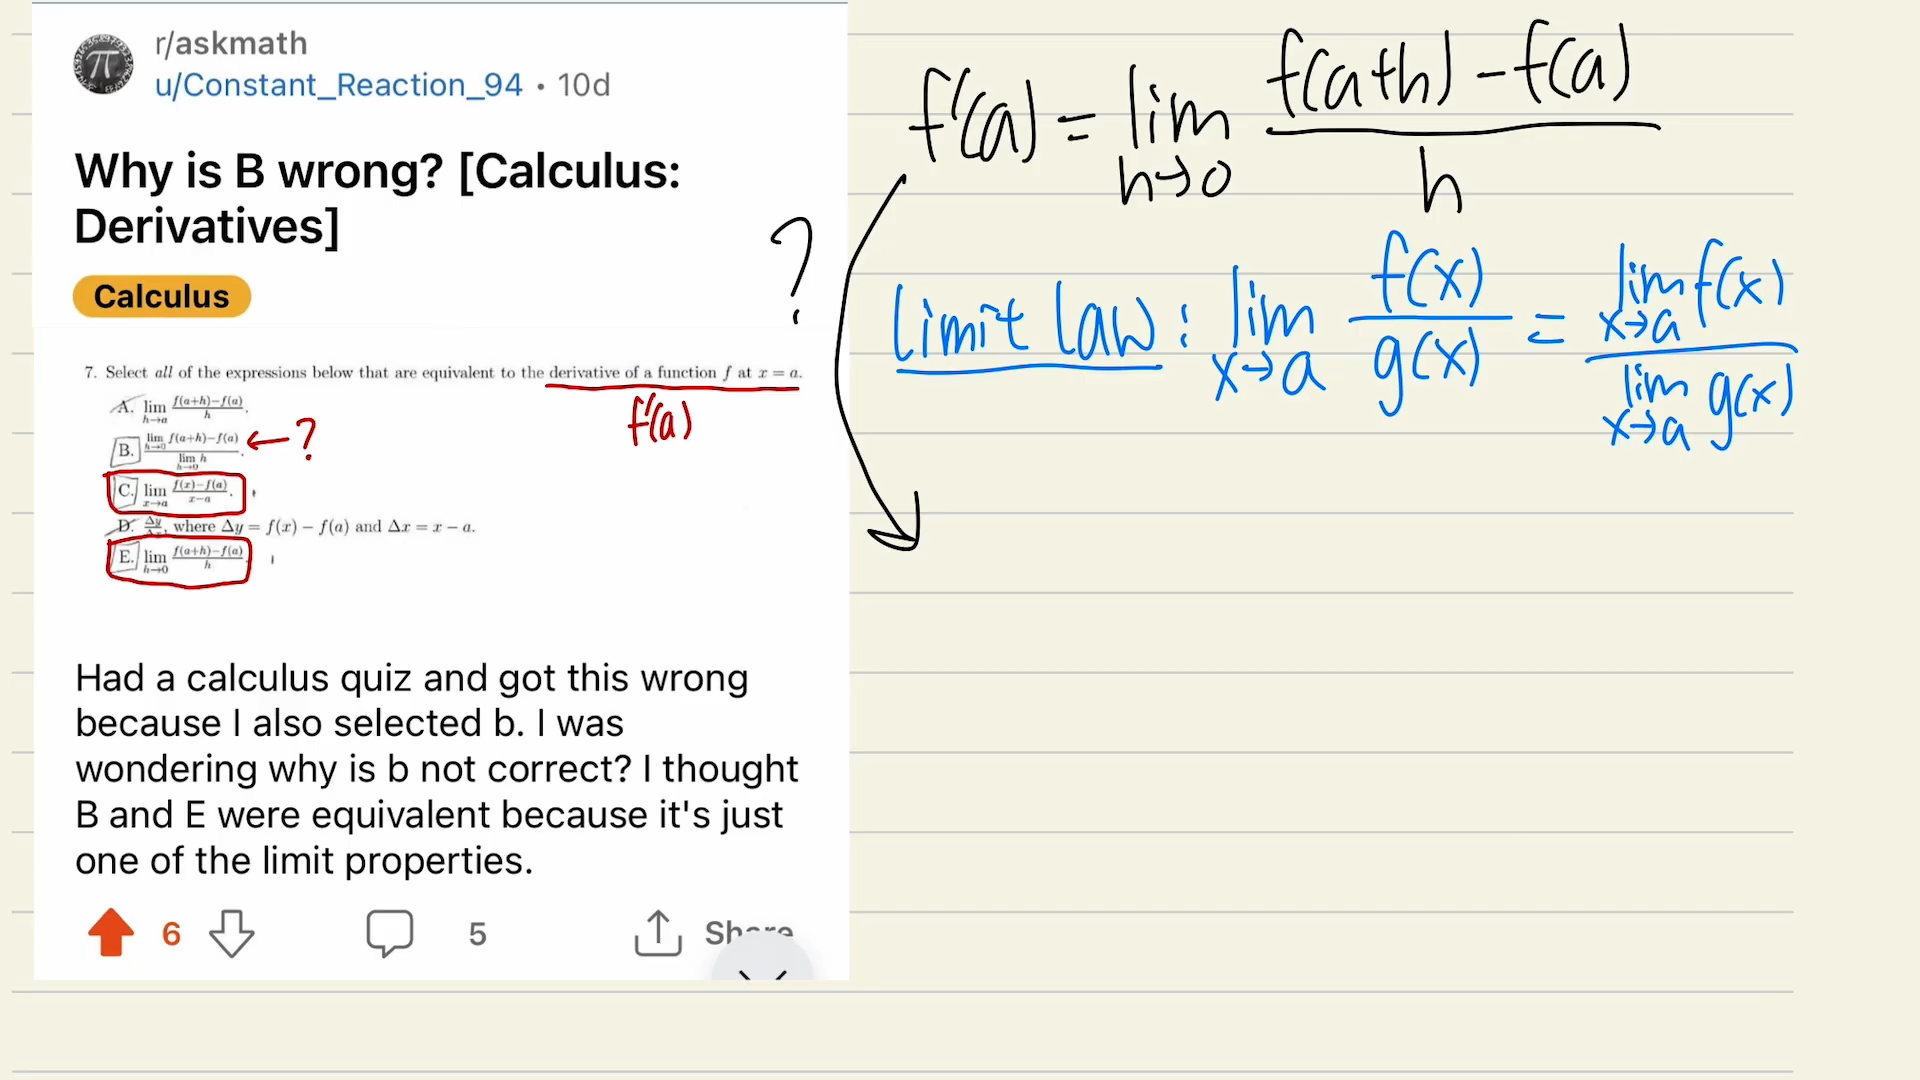 r/askmath
u/Constant_Reaction_94 • 10d
Why is B wrong? [Calculus:
Derivatives]
?
Calculus
7. Select all of the expressions below that are equivalent to the derivative of a function f at x = a.
f'(a)
A. lim h→a f(a+h)−f(a) / h .
B. lim h→0 f(a+h)−f(a) / lim h→0 h . ← ?
C. lim x→a f(x)−f(a) / x−a .
D. Δy/Δx, where Δy = f(x) − f(a) and Δx = x − a.
E. lim h→0 f(a+h)−f(a) / h
Had a calculus quiz and got this wrong
because I also selected b. I was
wondering why is b not correct? I thought
B and E were equivalent because it's just
one of the limit properties.
6 5 Share
f'(a) = lim h→0 f(a+h) − f(a) / h
Limit Law: lim x→a f(x) / g(x) = lim x→a f(x) / lim x→a g(x)